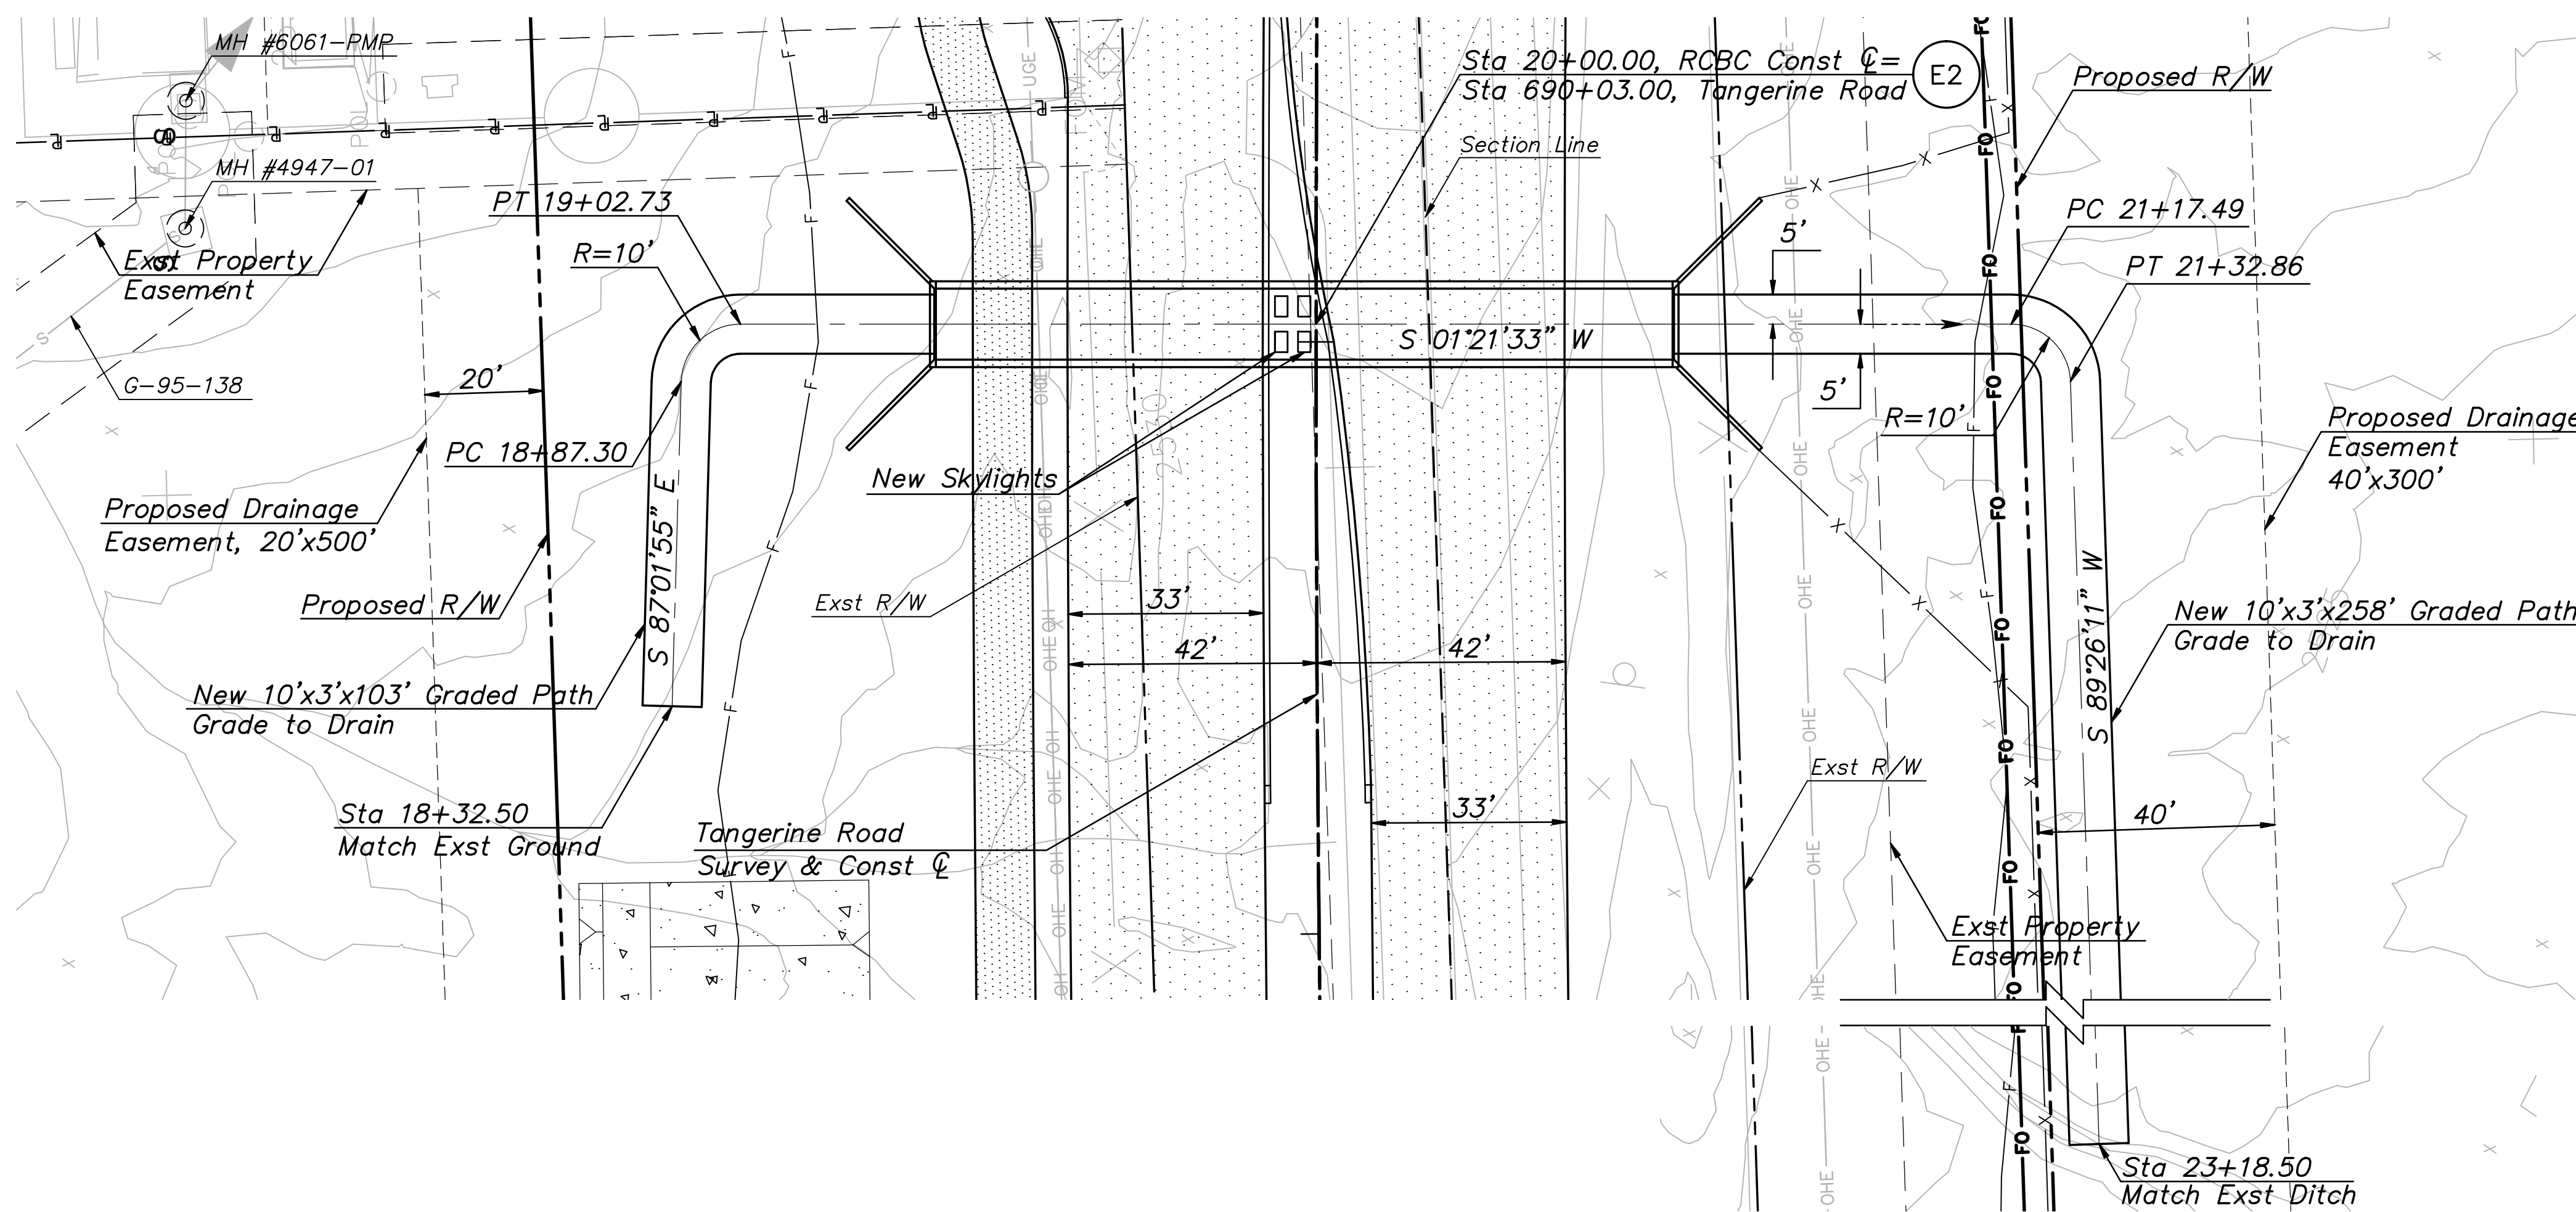 MH #6061-PMP
MH #4947-01
Exst Property
Easement
G-95-138
PT 19+02.73
R=10'
20'
PC 18+87.30
Proposed Drainage
Easement, 20'x500'
Proposed R/W
S 87°01'55" E
New 10'x3'x103' Graded Path
Grade to Drain
Sta 18+32.50
Match Exst Ground
Tangerine Road
Survey & Const ℄
New Skylights
Exst R/W
33'
42'
42'
33'
2530
UGE
OHE
Sta 20+00.00, RCBC Const ℄=
Sta 690+03.00, Tangerine Road
E2
Section Line
S 01°21'33" W
Proposed R/W
5'
5'
PC 21+17.49
PT 21+32.86
R=10'
Proposed Drainage
Easement
40'x300'
S 89°26'11" W
New 10'x3'x258' Graded Path
Grade to Drain
Exst R/W
40'
Exst Property
Easement
FO
OHE
Sta 23+18.50
Match Exst Ditch